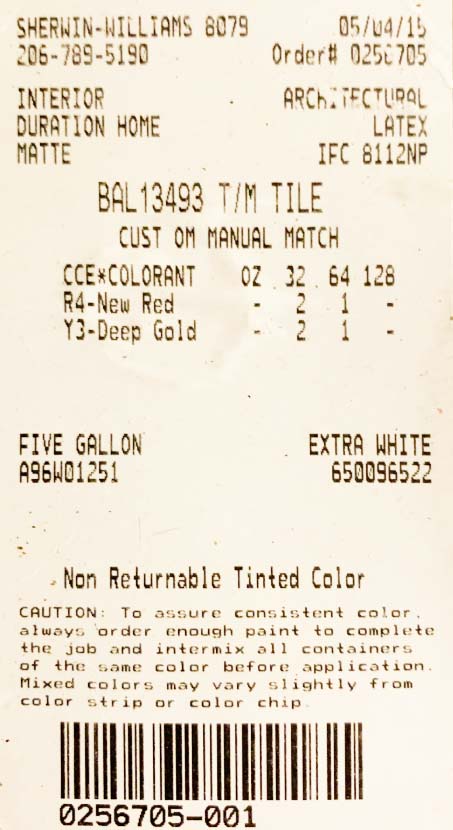 SHERWIN-WILLIAMS 8079 05/04/15
206-789-5190 Order# 0256705
INTERIOR ARCHITECTURAL
DURATION HOME LATEX
MATTE IFC 8112NP
BAL13493 T/M TILE
CUST OM MANUAL MATCH
CCE*COLORANT OZ 32 64 128
R4-New Red - 2 1 -
Y3-Deep Gold - 2 1 -
FIVE GALLON EXTRA WHITE
A96W01251 650096522
Non Returnable Tinted Color
CAUTION: To assure consistent color,
always order enough paint to complete
the job and intermix all containers
of the same color before application.
Mixed colors may vary slightly from
color strip or color chip.
0256705-001